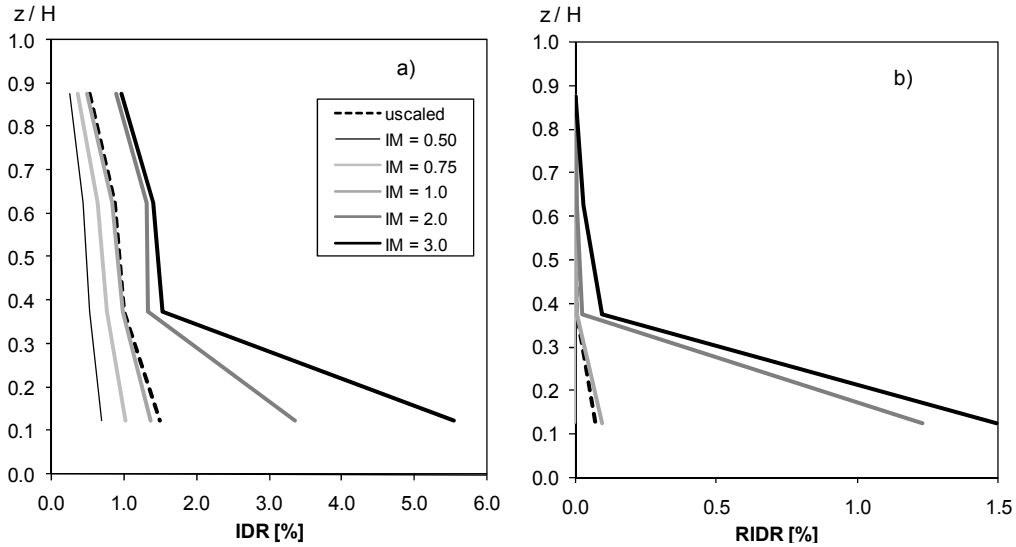 z / H
1.0
0.9
0.8
0.7
0.6
0.5
0.4
0.3
0.2
0.1
0.0
0.0 1.0 2.0 3.0 4.0 5.0 6.0
IDR [%]
a)
uscaled
IM = 0.50
IM = 0.75
IM = 1.0
IM = 2.0
IM = 3.0
z / H
1.0
0.9
0.8
0.7
0.6
0.5
0.4
0.3
0.2
0.1
0.0
0.0 0.5 1.0 1.5
RIDR [%]
b)